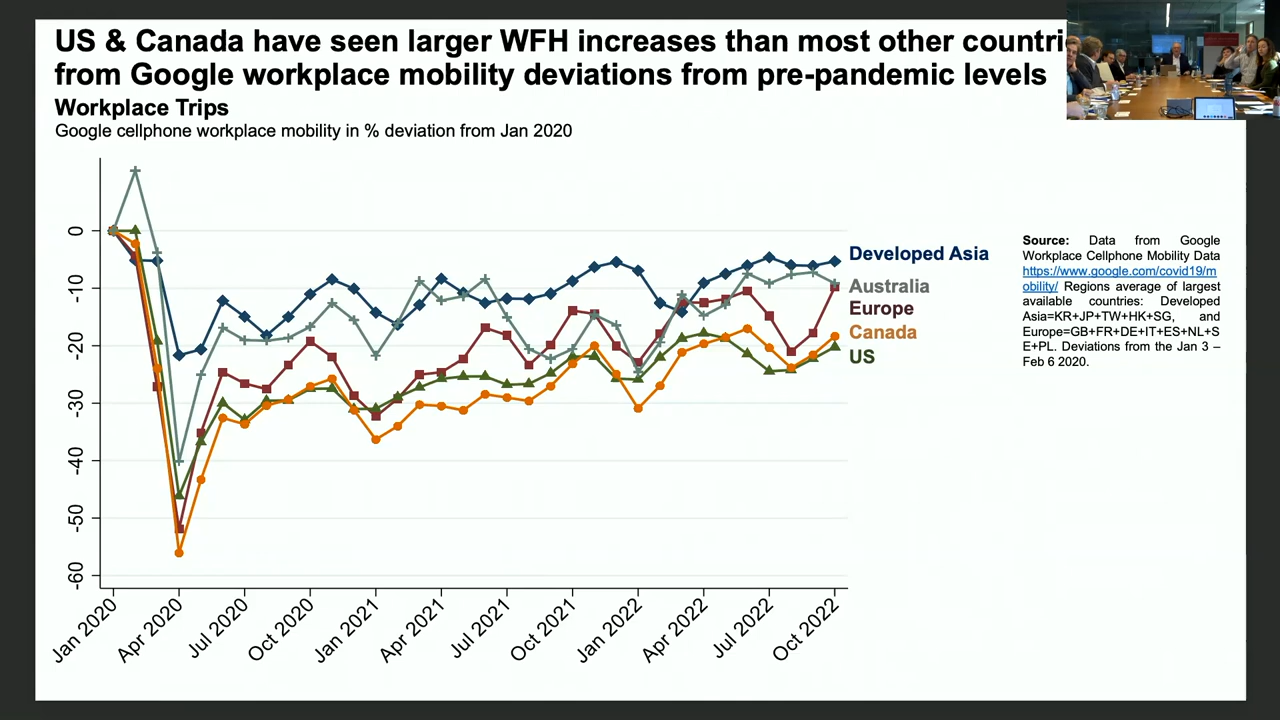 US & Canada have seen larger WFH increases than most other countri
from Google workplace mobility deviations from pre-pandemic levels
Workplace Trips
Google cellphone workplace mobility in % deviation from Jan 2020
0
-10
-20
-30
-40
-50
-60
Jan 2020
Apr 2020
Jul 2020
Oct 2020
Jan 2021
Apr 2021
Jul 2021
Oct 2021
Jan 2022
Apr 2022
Jul 2022
Oct 2022
Developed Asia
Australia
Europe
Canada
US
Source: Data from Google
Workplace Cellphone Mobility Data
https://www.google.com/covid19/m
obility/ Regions average of largest
available countries: Developed
Asia=KR+JP+TW+HK+SG, and
Europe=GB+FR+DE+IT+ES+NL+S
E+PL. Deviations from the Jan 3 –
Feb 6 2020.